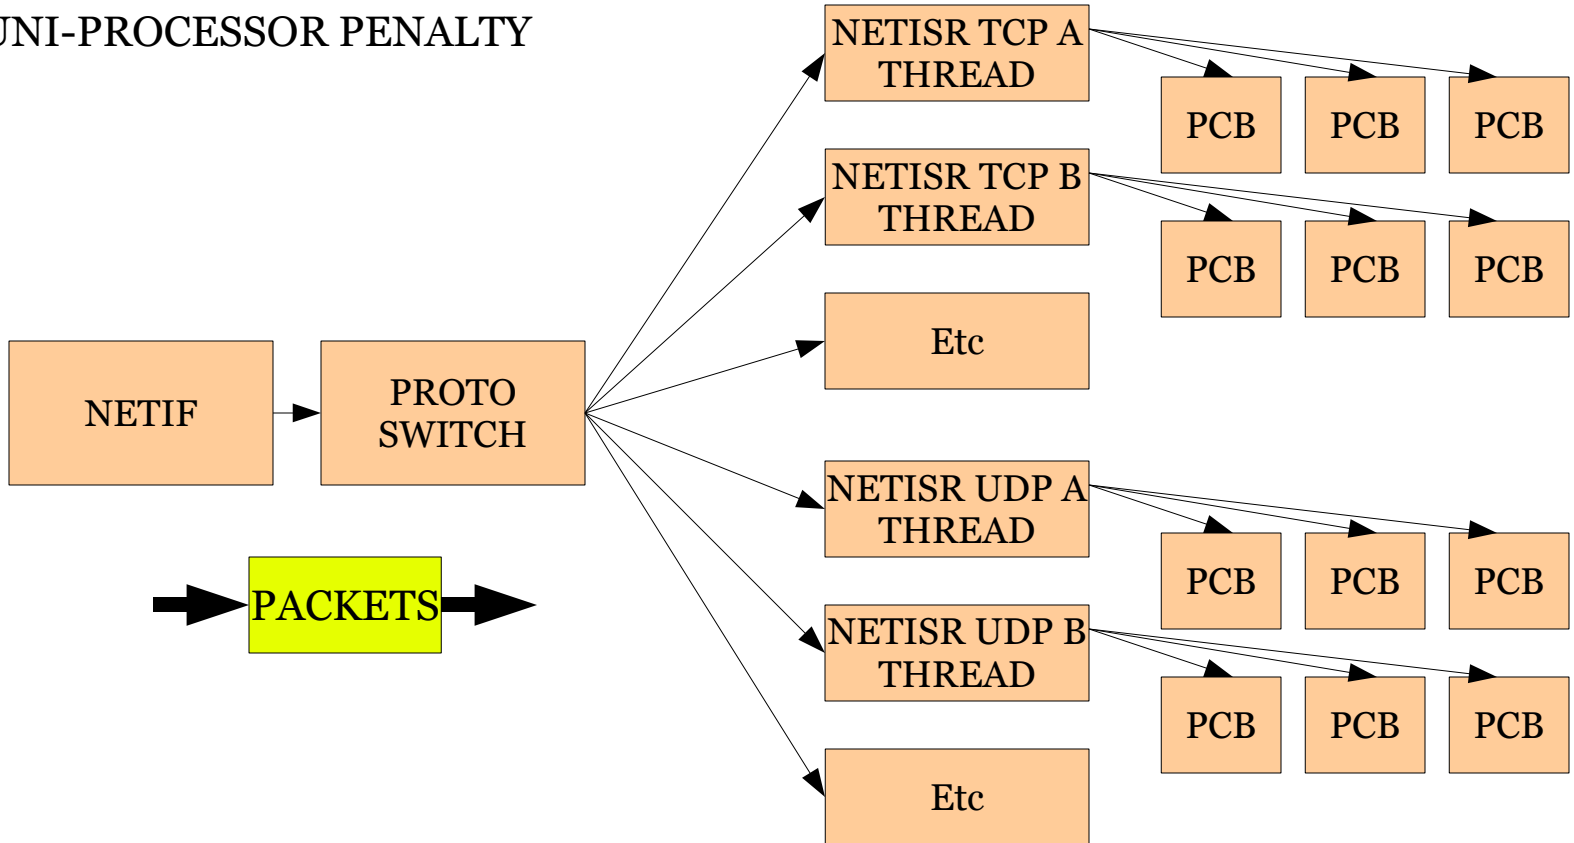 UNI-PROCESSOR PENALTY
NETISR TCP A
THREAD
PCB
PCB
PCB
NETISR TCP B
THREAD
PCB
PCB
PCB
Etc
NETIF
PROTO
SWITCH
NETISR UDP A
THREAD
PCB
PCB
PCB
PACKETS
NETISR UDP B
THREAD
PCB
PCB
PCB
Etc